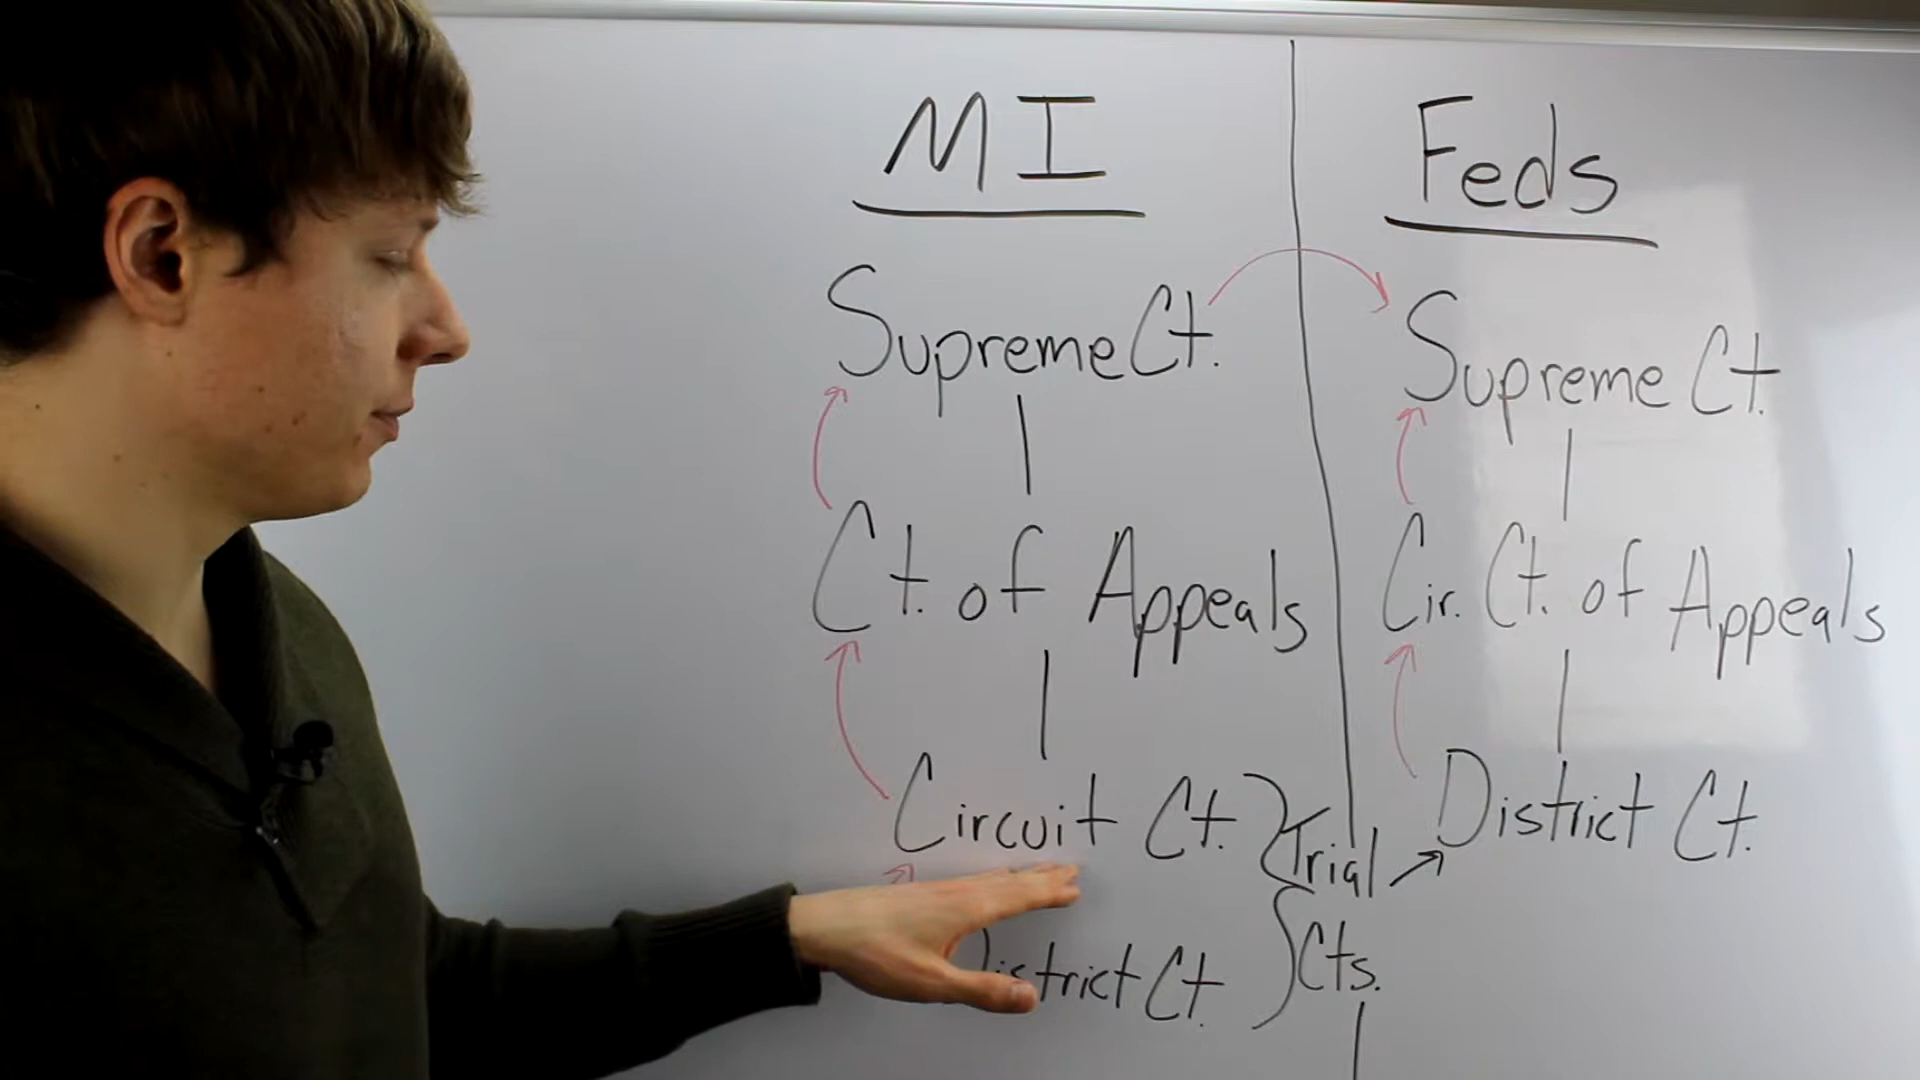 MI
Supreme Ct.
Ct. of Appeals
Circuit Ct.
District Ct.
Trial
Cts.
Feds
Supreme Ct.
Cir. Ct. of Appeals
District Ct.